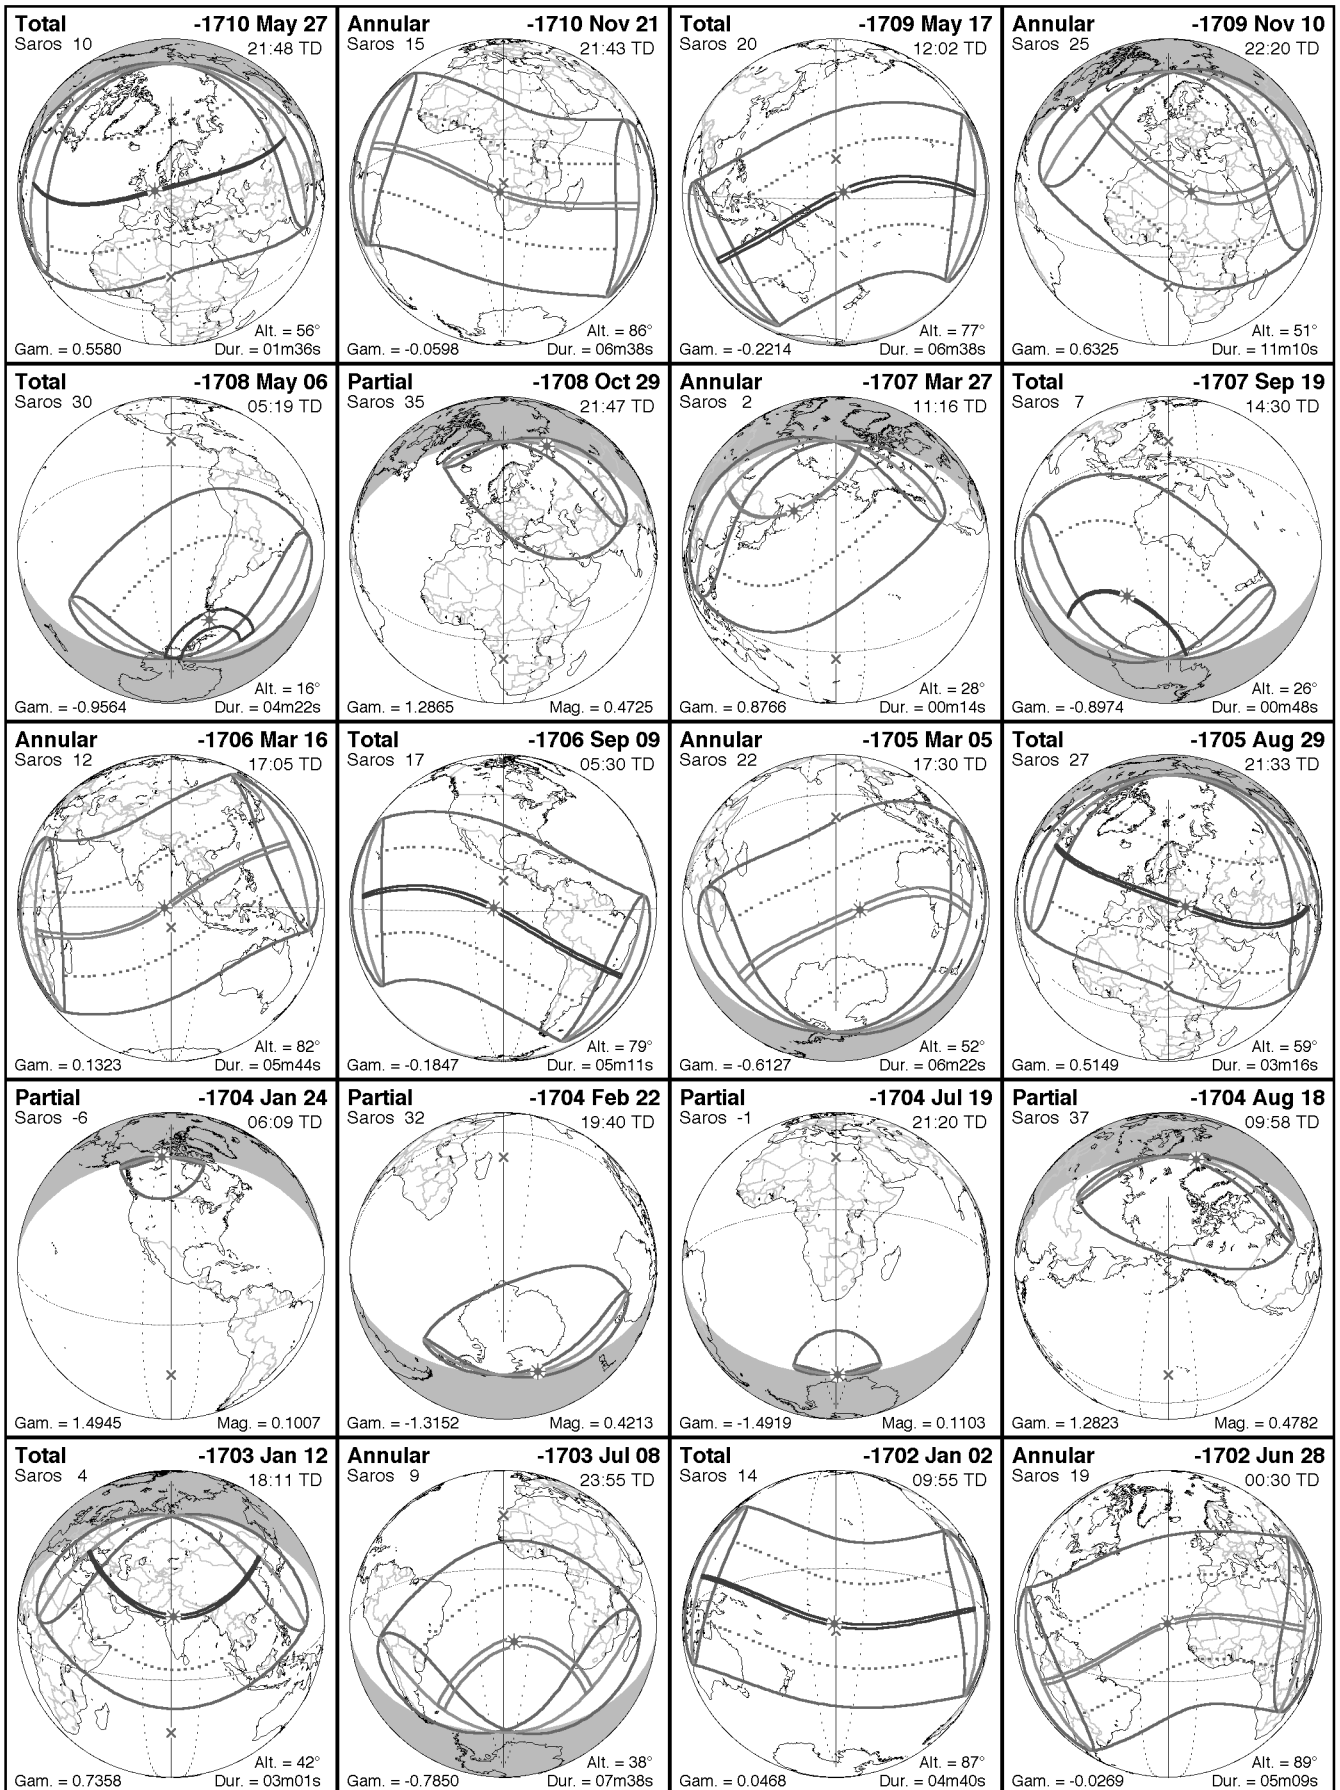 Total -1710 May 27
Saros 10 21:48 TD
Alt. = 56°
Gam. = 0.5580 Dur. = 01m36s
Annular -1710 Nov 21
Saros 15 21:43 TD
Alt. = 86°
Gam. = -0.0598 Dur. = 06m38s
Total -1709 May 17
Saros 20 12:02 TD
Alt. = 77°
Gam. = -0.2214 Dur. = 06m38s
Annular -1709 Nov 10
Saros 25 22:20 TD
Alt. = 51°
Gam. = 0.6325 Dur. = 11m10s
Total -1708 May 06
Saros 30 05:19 TD
Alt. = 16°
Gam. = -0.9564 Dur. = 04m22s
Partial -1708 Oct 29
Saros 35 21:47 TD
Gam. = 1.2865 Mag. = 0.4725
Annular -1707 Mar 27
Saros 2 11:16 TD
Alt. = 28°
Gam. = 0.8766 Dur. = 00m14s
Total -1707 Sep 19
Saros 7 14:30 TD
Alt. = 26°
Gam. = -0.8974 Dur. = 00m48s
Annular -1706 Mar 16
Saros 12 17:05 TD
Alt. = 82°
Gam. = 0.1323 Dur. = 05m44s
Total -1706 Sep 09
Saros 17 05:30 TD
Alt. = 79°
Gam. = -0.1847 Dur. = 05m11s
Annular -1705 Mar 05
Saros 22 17:30 TD
Alt. = 52°
Gam. = -0.6127 Dur. = 06m22s
Total -1705 Aug 29
Saros 27 21:33 TD
Alt. = 59°
Gam. = 0.5149 Dur. = 03m16s
Partial -1704 Jan 24
Saros -6 06:09 TD
Gam. = 1.4945 Mag. = 0.1007
Partial -1704 Feb 22
Saros 32 19:40 TD
Gam. = -1.3152 Mag. = 0.4213
Partial -1704 Jul 19
Saros -1 21:20 TD
Gam. = -1.4919 Mag. = 0.1103
Partial -1704 Aug 18
Saros 37 09:58 TD
Gam. = 1.2823 Mag. = 0.4782
Total -1703 Jan 12
Saros 4 18:11 TD
Alt. = 42°
Gam. = 0.7358 Dur. = 03m01s
Annular -1703 Jul 08
Saros 9 23:55 TD
Alt. = 38°
Gam. = -0.7850 Dur. = 07m38s
Total -1702 Jan 02
Saros 14 09:55 TD
Alt. = 87°
Gam. = 0.0468 Dur. = 04m40s
Annular -1702 Jun 28
Saros 19 00:30 TD
Alt. = 89°
Gam. = -0.0269 Dur. = 05m09s